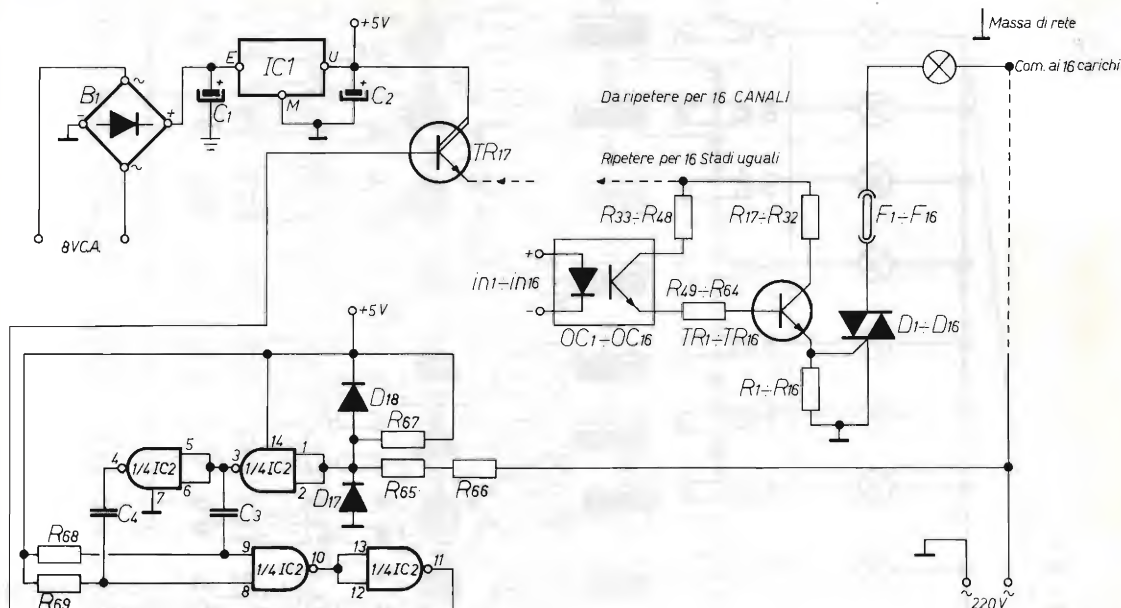 +5V
Massa di rete
E
IC1
U
M
B1
~
+
-
~
+
C1
+
C2
Com. ai 16 carichi
Da ripetere per 16 CANALI
TR17
Ripetere per 16 Stadi uguali
8VCA
R33÷R48
R17÷R32
F1÷F16
+
in1÷in16
-
R49÷R64
OC1÷OC16
TR1÷TR16
D1÷D16
R1÷R16
+5V
D18
R67
14
4
1/4 IC2
5
6
7
3
1/4 IC2
1
2
R65
R66
D17
C4
C3
R68
9
8
1/4 IC2
10
13
12
1/4 IC2
11
R69
~
~
220V